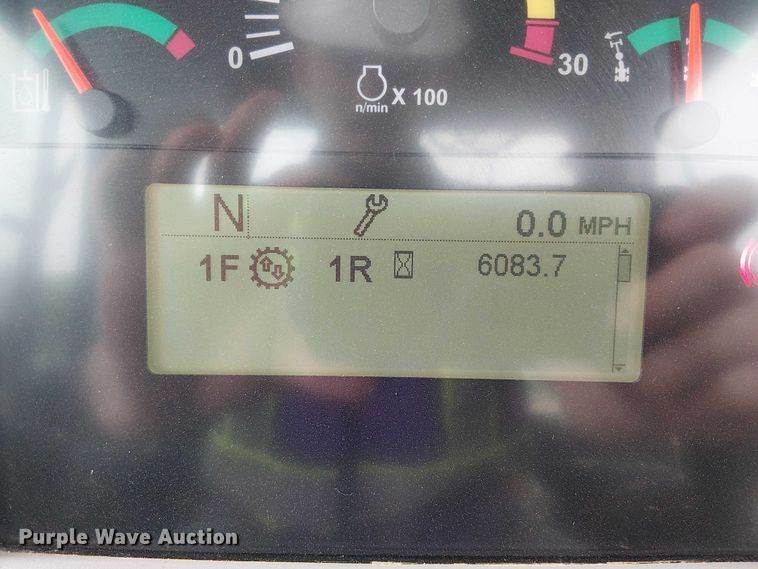 0
30
n/min X 100
N 0.0 MPH
1F 1R 6083.7
Purple Wave Auction